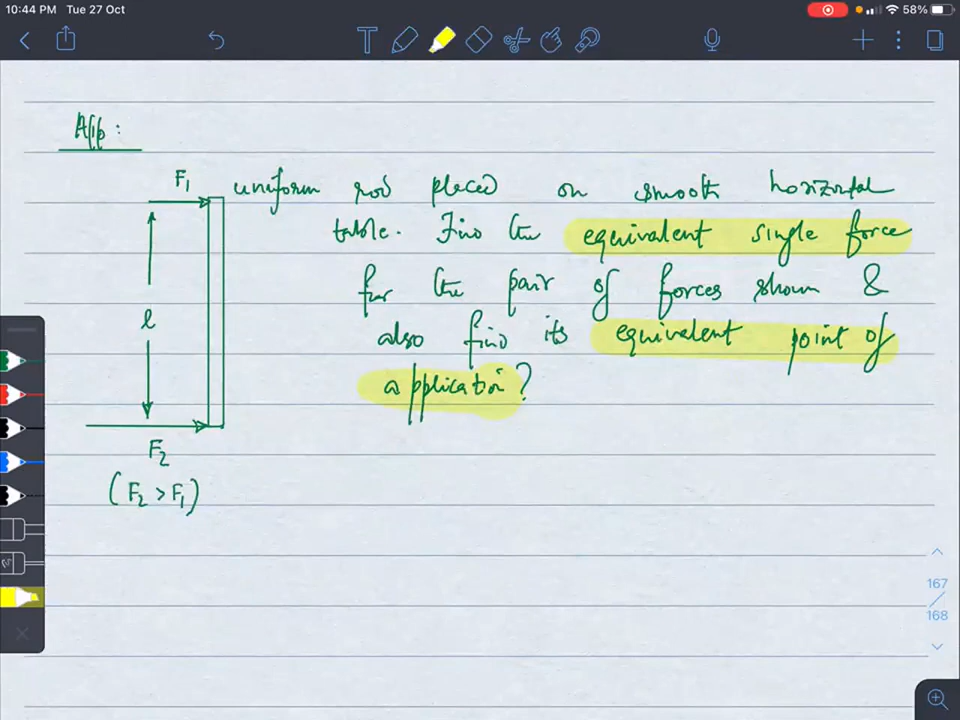 10:44 PM Tue 27 Oct
58%
App:
F1
uniform rod placed on smooth horizontal
table. Find the equivalent single force
for the pair of forces shown &
l
also find its equivalent point of
application?
F2
(F2 > F1)
167
168